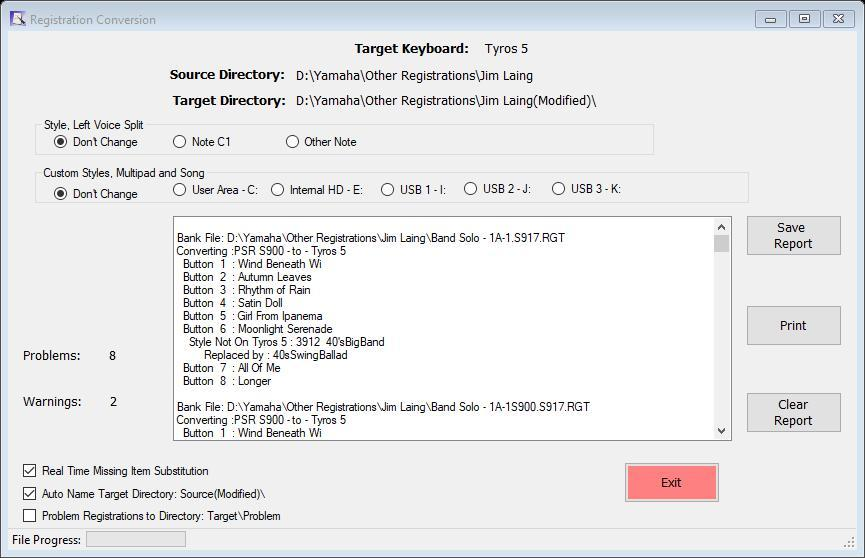 Registration Conversion
Target Keyboard: Tyros 5
Source Directory: D:\Yamaha\Other Registrations\Jim Laing
Target Directory: D:\Yamaha\Other Registrations\Jim Laing(Modified)\
Style, Left Voice Split
Don't Change Note C1 Other Note
Custom Styles, Multipad and Song
Don't Change User Area - C: Internal HD - E: USB 1 - I: USB 2 - J: USB 3 - K:
Bank File: D:\Yamaha\Other Registrations\Jim Laing\Band Solo - 1A-1.S917.RGT
Converting :PSR S900 -to - Tyros 5
Button 1 : Wind Beneath Wi
Button 2 : Autumn Leaves
Button 3 : Rhythm of Rain
Button 4 : Satin Doll
Button 5 : Girl From Ipanema
Button 6 : Moonlight Serenade
Style Not On Tyros 5 : 3912 40'sBigBand
Replaced by : 40sSwingBallad
Button 7 : All Of Me
Button 8 : Longer
Bank File: D:\Yamaha\Other Registrations\Jim Laing\Band Solo - 1A-1S900.S917.RGT
Converting :PSR S900 -to - Tyros 5
Button 1 : Wind Beneath Wi
Save
Report
Print
Clear
Report
Problems: 8
Warnings: 2
Real Time Missing Item Substitution
Auto Name Target Directory: Source(Modified)\
Problem Registrations to Directory: Target\Problem
Exit
File Progress: